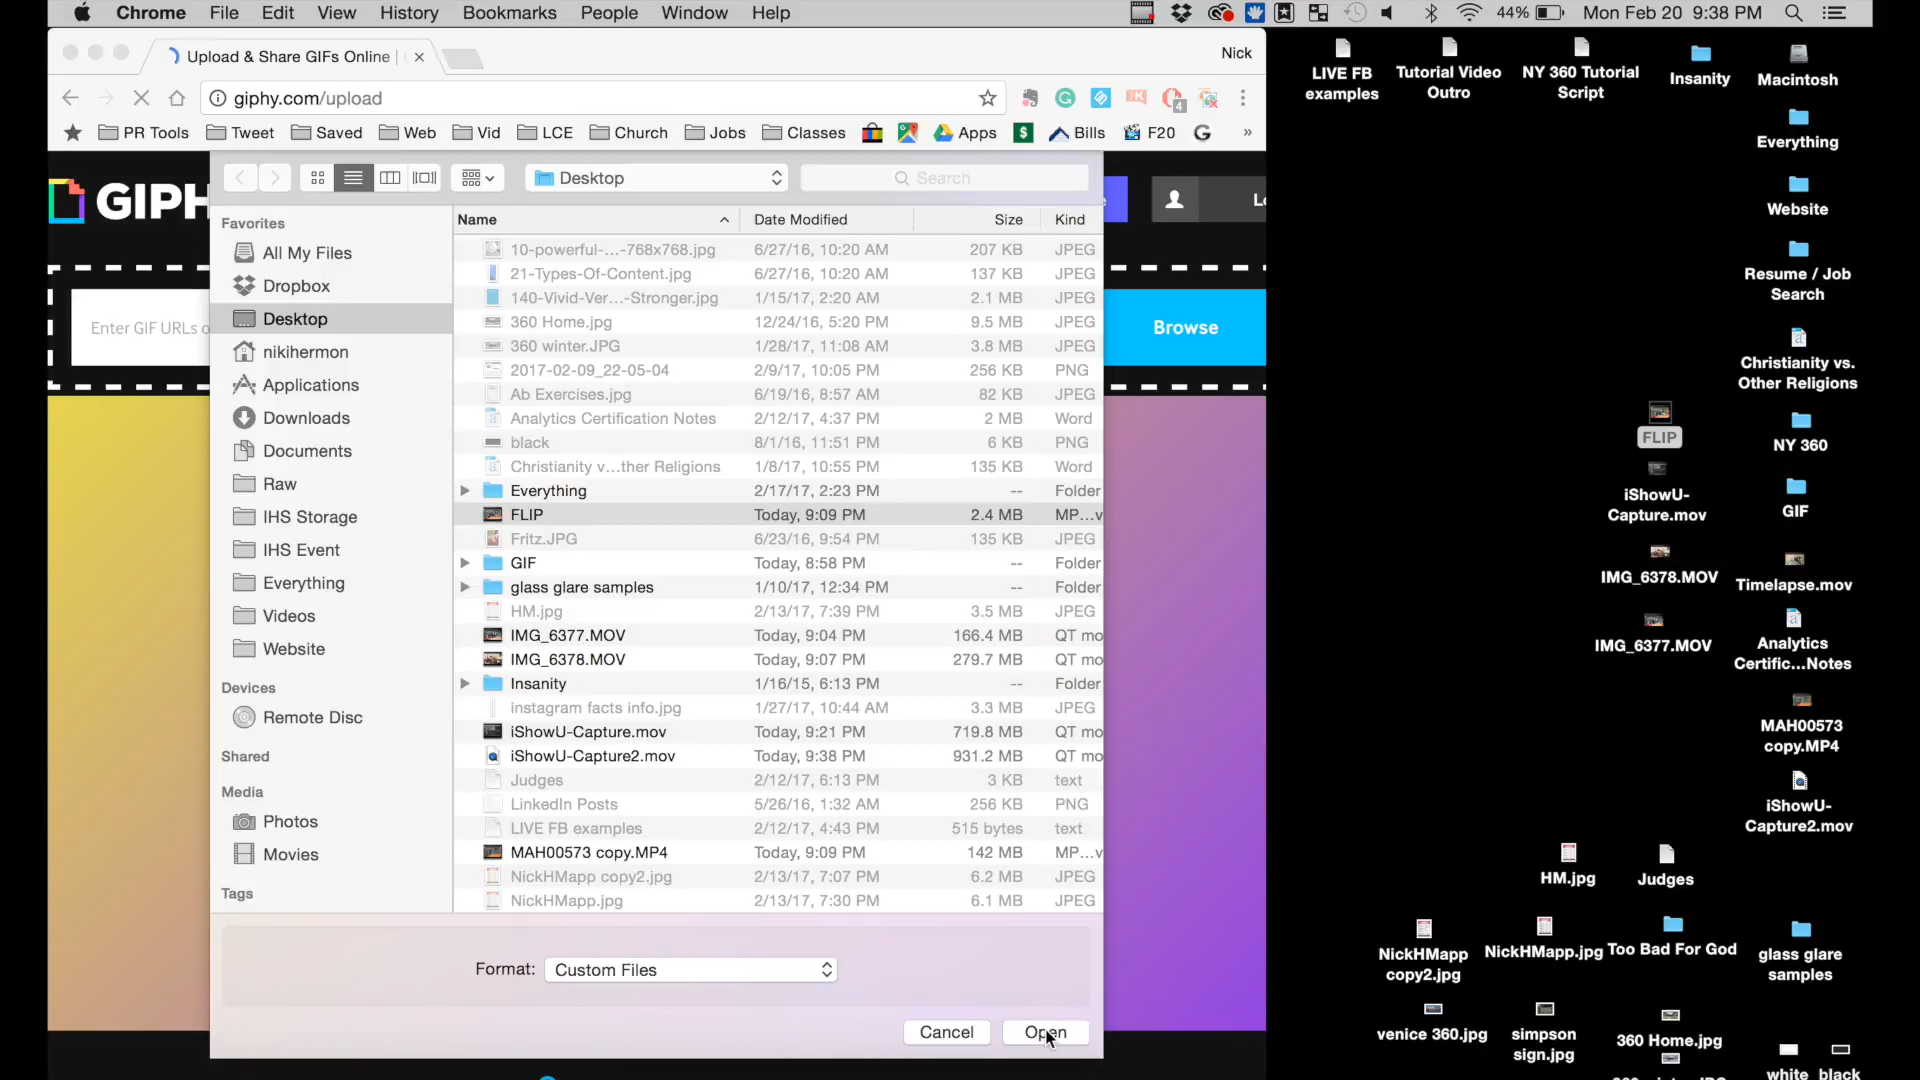 Chrome File Edit View History Bookmarks People Window Help 44% Mon Feb 20 9:38 PM
Upload & Share GIFs Online | Nick
giphy.com/upload
4
PR Tools Tweet Saved Web Vid LCE Church Jobs Classes Apps Bills F20 »
GIPH
Desktop
Search
Enter GIF URLs o
Browse
Favorites
All My Files
Dropbox
Desktop
nikihermon
Applications
Downloads
Documents
Raw
IHS Storage
IHS Event
Everything
Videos
Website
Devices
Remote Disc
Shared
Media
Photos
Movies
Tags
Name Date Modified Size Kind
10-powerful-...-768x768.jpg 6/27/16, 10:20 AM 207 KB JPEG
21-Types-Of-Content.jpg 6/27/16, 10:20 AM 137 KB JPEG
140-Vivid-Ver...-Stronger.jpg 1/15/17, 2:20 AM 2.1 MB JPEG
360 Home.jpg 12/24/16, 5:20 PM 9.5 MB JPEG
360 winter.JPG 1/28/17, 11:08 AM 3.8 MB JPEG
2017-02-09_22-05-04 2/9/17, 10:05 PM 256 KB PNG
Ab Exercises.jpg 6/19/16, 8:57 AM 82 KB JPEG
Analytics Certification Notes 2/12/17, 4:37 PM 2 MB Word
black 8/1/16, 11:51 PM 6 KB PNG
Christianity v...ther Religions 1/8/17, 10:55 PM 135 KB Word
Everything 2/17/17, 2:23 PM -- Folder
FLIP Today, 9:09 PM 2.4 MB MP...v
Fritz.JPG 6/23/16, 9:54 PM 135 KB JPEG
GIF Today, 8:58 PM -- Folder
glass glare samples 1/10/17, 12:34 PM -- Folder
HM.jpg 2/13/17, 7:39 PM 3.5 MB JPEG
IMG_6377.MOV Today, 9:04 PM 166.4 MB QT mo
IMG_6378.MOV Today, 9:07 PM 279.7 MB QT mo
Insanity 1/16/15, 6:13 PM -- Folder
instagram facts info.jpg 1/27/17, 10:44 AM 3.3 MB JPEG
iShowU-Capture.mov Today, 9:21 PM 719.8 MB QT mo
iShowU-Capture2.mov Today, 9:38 PM 931.2 MB QT mo
Judges 2/12/17, 6:13 PM 3 KB text
LinkedIn Posts 5/26/16, 1:32 AM 256 KB PNG
LIVE FB examples 2/12/17, 4:43 PM 515 bytes text
MAH00573 copy.MP4 Today, 9:09 PM 142 MB MP...v
NickHMapp copy2.jpg 2/13/17, 7:07 PM 6.2 MB JPEG
NickHMapp.jpg 2/13/17, 7:30 PM 6.1 MB JPEG
Format: Custom Files
Cancel Open
LIVE FB
examples
Tutorial Video
Outro
NY 360 Tutorial
Script
Insanity
Macintosh
Everything
Website
Resume / Job
Search
Christianity vs.
Other Religions
FLIP
NY 360
iShowU-
Capture.mov
GIF
IMG_6378.MOV
Timelapse.mov
IMG_6377.MOV
Analytics
Certific...Notes
MAH00573
copy.MP4
iShowU-
Capture2.mov
HM.jpg
Judges
NickHMapp
copy2.jpg
NickHMapp.jpg
Too Bad For God
glass glare
samples
venice 360.jpg
simpson
sign.jpg
360 Home.jpg
white
black